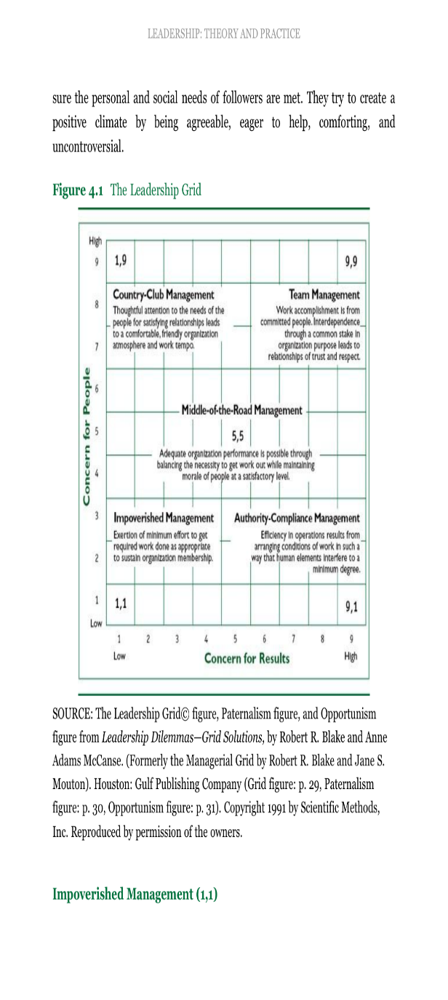 LEADERSHIP: THEORY AND PRACTICE
sure the personal and social needs of followers are met. They try to create a
positive climate by being agreeable, eager to help, comforting, and
uncontroversial.
Figure 4.1 The Leadership Grid
High
9
1,9
9,9
8
Country-Club Management
Thoughtful attention to the needs of the
people for satisfying relationships leads
to a comfortable, friendly organization
atmosphere and work tempo.
Team Management
Work accomplishment is from
committed people. Interdependence
through a common stake in
organization purpose leads to
relationships of trust and respect.
7
Concern for People
6
Middle-of-the-Road Management
5
5,5
Adequate organization performance is possible through
balancing the necessity to get work out while maintaining
morale of people at a satisfactory level.
4
3
Impoverished Management
Exertion of minimum effort to get
required work done as appropriate
to sustain organization membership.
Authority-Compliance Management
Efficiency in operations results from
arranging conditions of work in such a
way that human elements interfere to a
minimum degree.
2
1
1,1
9,1
Low
1 2 3 4 5 6 7 8 9
Low Concern for Results High
SOURCE: The Leadership Grid© figure, Paternalism figure, and Opportunism
figure from Leadership Dilemmas—Grid Solutions, by Robert R. Blake and Anne
Adams McCanse. (Formerly the Managerial Grid by Robert R. Blake and Jane S.
Mouton). Houston: Gulf Publishing Company (Grid figure: p. 29, Paternalism
figure: p. 30, Opportunism figure: p. 31). Copyright 1991 by Scientific Methods,
Inc. Reproduced by permission of the owners.
Impoverished Management (1,1)